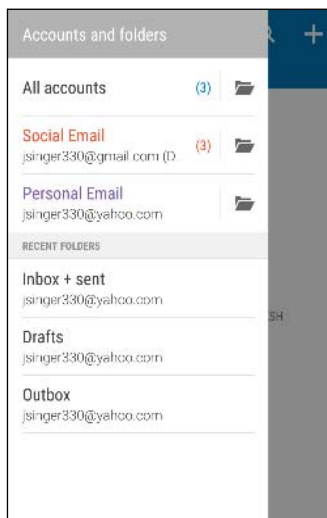 Accounts and folders
All accounts (3)
Social Email (3)
jsinger330@gmail.com (D
Personal Email
jsinger330@yahoo.com
RECENT FOLDERS
Inbox + sent
jsinger330@yahoo.com
SH
Drafts
jsinger330@yahoo.com
Outbox
jsinger330@yahoo.com